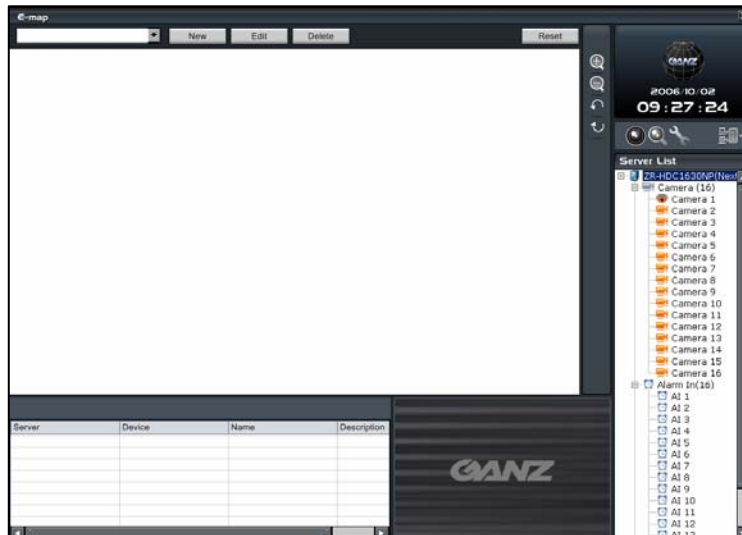 e-map
New Edit Delete Reset
GANZ
2006/10/02
09:27:24
Server List
ZR-HDC1630NP(Next
Camera (16)
Camera 1
Camera 2
Camera 3
Camera 4
Camera 5
Camera 6
Camera 7
Camera 8
Camera 9
Camera 10
Camera 11
Camera 12
Camera 13
Camera 14
Camera 15
Camera 16
Alarm In(16)
AI 1
AI 2
AI 3
AI 4
AI 5
AI 6
AI 7
AI 8
AI 9
AI 10
AI 11
AI 12
Server Device Name Description
GANZ